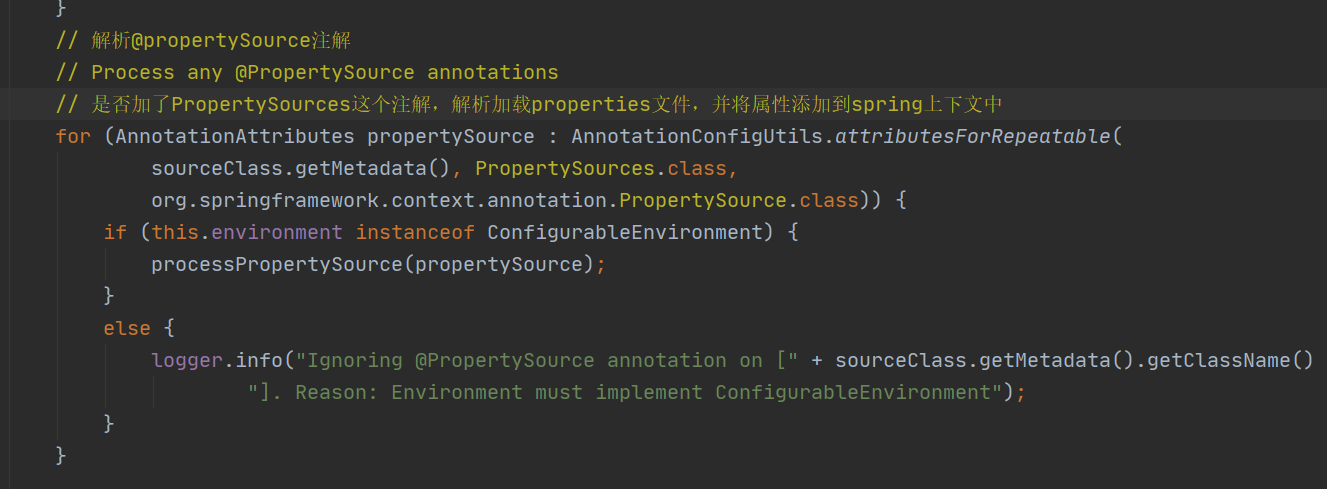 }
// 解析@propertySource注解
// Process any @PropertySource annotations
// 是否加了PropertySources这个注解，解析加载properties文件，并将属性添加到spring上下文中
for (AnnotationAttributes propertySource : AnnotationConfigUtils.attributesForRepeatable(
sourceClass.getMetadata(), PropertySources.class,
org.springframework.context.annotation.PropertySource.class)) {
if (this.environment instanceof ConfigurableEnvironment) {
processPropertySource(propertySource);
}
else {
logger.info("Ignoring @PropertySource annotation on [" + sourceClass.getMetadata().getClassName()
"]. Reason: Environment must implement ConfigurableEnvironment");
}
}